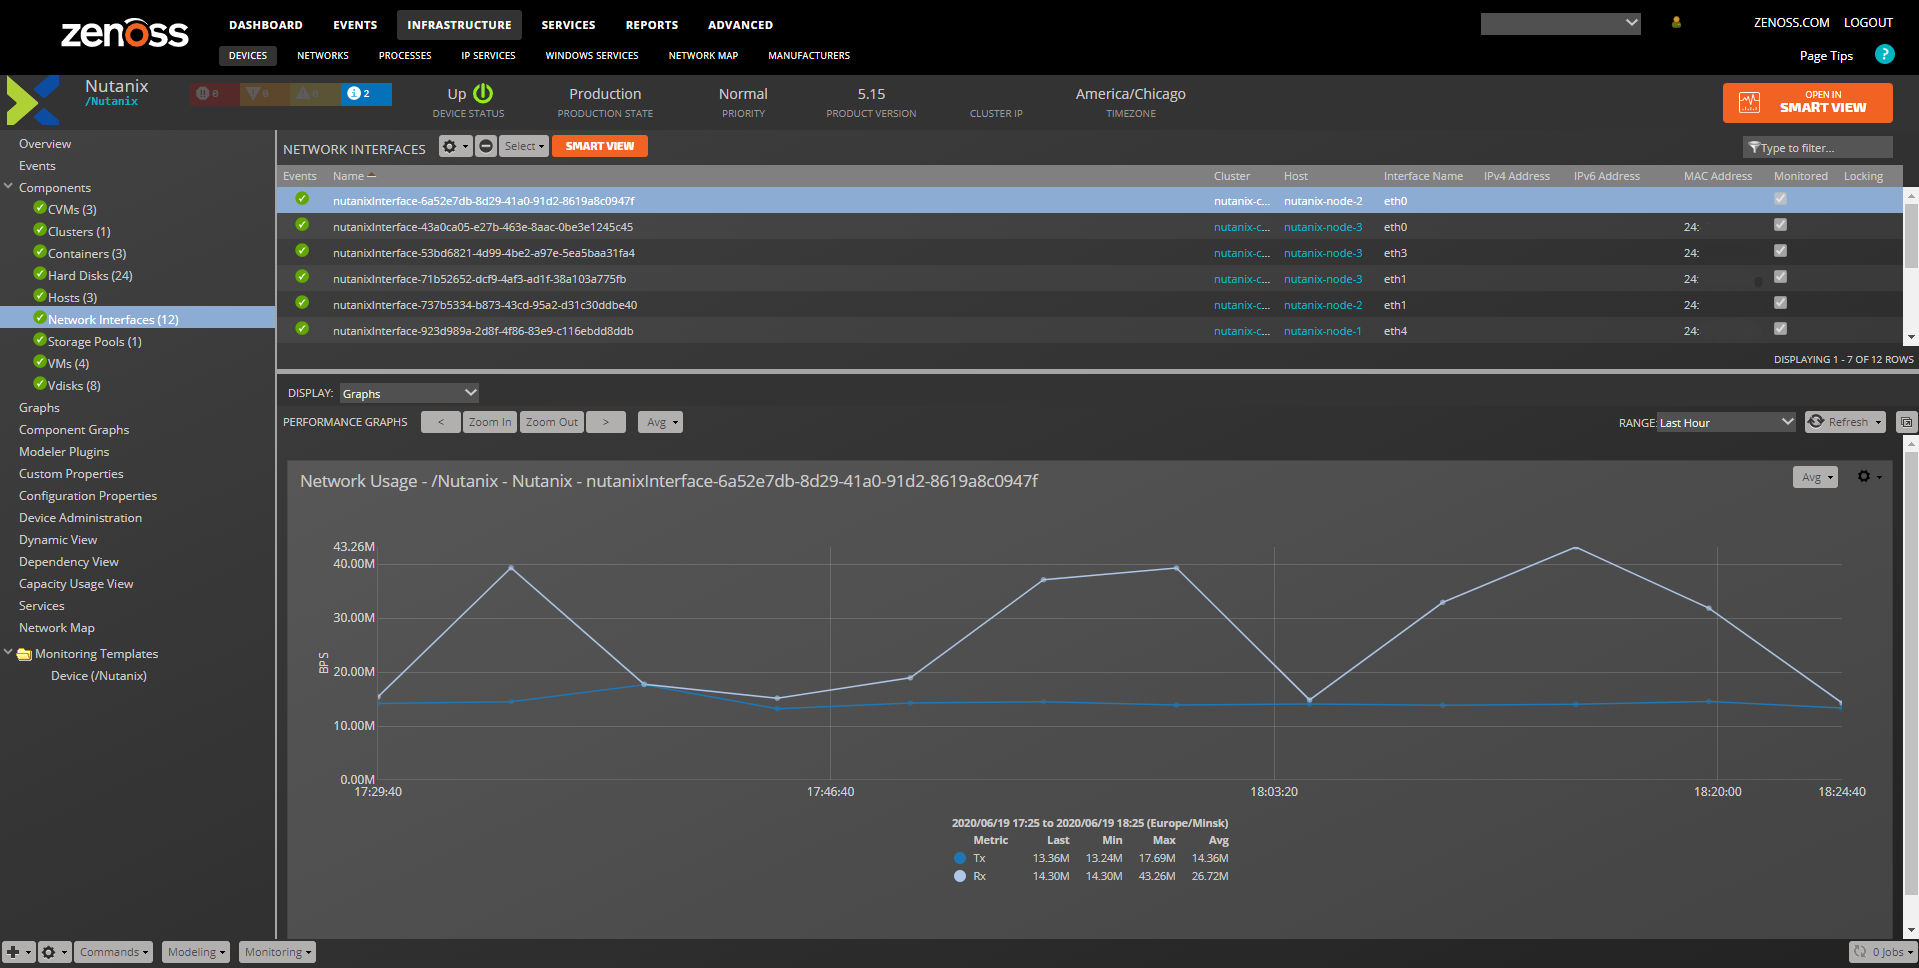 zenoss
DASHBOARD EVENTS INFRASTRUCTURE SERVICES REPORTS ADVANCED
ZENOSS.COM LOGOUT
DEVICES NETWORKS PROCESSES IP SERVICES WINDOWS SERVICES NETWORK MAP MANUFACTURERS
Page Tips ?
Nutanix
/Nutanix
0 0 0 2
Up Production Normal 5.15 America/Chicago
DEVICE STATUS PRODUCTION STATE PRIORITY PRODUCT VERSION CLUSTER IP TIMEZONE
OPEN IN
SMART VIEW
Overview
Events
Components
CVMs (3)
Clusters (1)
Containers (3)
Hard Disks (24)
Hosts (3)
Network Interfaces (12)
Storage Pools (1)
VMs (4)
Vdisks (8)
Graphs
Component Graphs
Modeler Plugins
Custom Properties
Configuration Properties
Device Administration
Dynamic View
Dependency View
Capacity Usage View
Services
Network Map
Monitoring Templates
Device (/Nutanix)
NETWORK INTERFACES Select SMART VIEW Type to filter...
Events Name Cluster Host Interface Name IPv4 Address IPv6 Address MAC Address Monitored Locking
nutanixInterface-6a52e7db-8d29-41a0-91d2-8619a8c0947f nutanix-c... nutanix-node-2 eth0
nutanixInterface-43a0ca05-e27b-463e-8aac-0be3e1245c45 nutanix-c... nutanix-node-3 eth0 24:
nutanixInterface-53bd6821-4d99-4be2-a97e-5ea5baa31fa4 nutanix-c... nutanix-node-3 eth3 24:
nutanixInterface-71b52652-dcf9-4af3-ad1f-38a103a775fb nutanix-c... nutanix-node-3 eth1 24:
nutanixInterface-737b5334-b873-43cd-95a2-d31c30ddbe40 nutanix-c... nutanix-node-2 eth1 24:
nutanixInterface-923d989a-2d8f-4f86-83e9-c116ebdd8ddb nutanix-c... nutanix-node-1 eth4 24:
DISPLAYING 1 - 7 OF 12 ROWS
DISPLAY: Graphs
PERFORMANCE GRAPHS < Zoom In Zoom Out > Avg RANGE: Last Hour Refresh
Network Usage - /Nutanix - Nutanix - nutanixInterface-6a52e7db-8d29-41a0-91d2-8619a8c0947f Avg
43.26M
40.00M
30.00M
20.00M
10.00M
0.00M
BPS
17:29:40 17:46:40 18:03:20 18:20:00 18:24:40
2020/06/19 17:25 to 2020/06/19 18:25 (Europe/Minsk)
Metric Last Min Max Avg
Tx 13.36M 13.24M 17.69M 14.36M
Rx 14.30M 14.30M 43.26M 26.72M
Commands Modeling Monitoring 0 Jobs